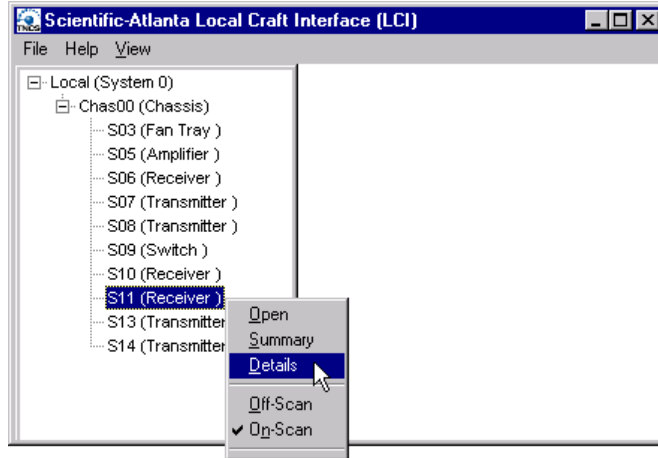 Scientific-Atlanta Local Craft Interface (LCI)
File Help View
Local (System 0)
Chas00 (Chassis)
S03 (Fan Tray )
S05 (Amplifier )
S06 (Receiver )
S07 (Transmitter )
S08 (Transmitter )
S09 (Switch )
S10 (Receiver )
S11 (Receiver )
S13 (Transmitter
S14 (Transmitter
Open
Summary
Details
Off-Scan
On-Scan